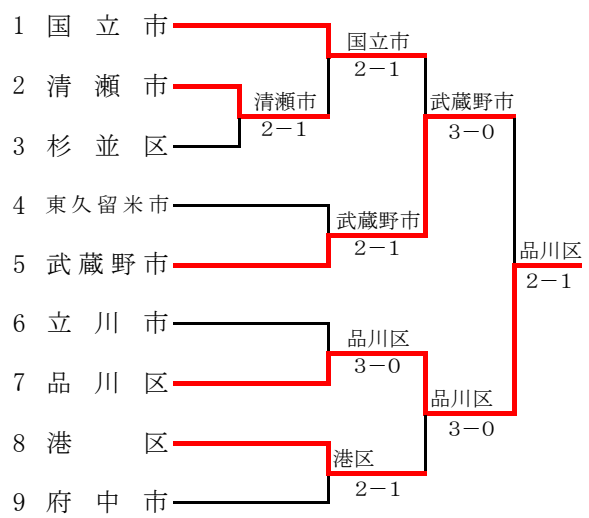 1 国立市
国立市
2-1
2 清瀬市
清瀬市
2-1
武蔵野市
3-0
3 杉並区
4 東久留米市
武蔵野市
2-1
5 武蔵野市
品川区
2-1
6 立川市
品川区
3-0
7 品川区
品川区
3-0
8 港区
港区
2-1
9 府中市